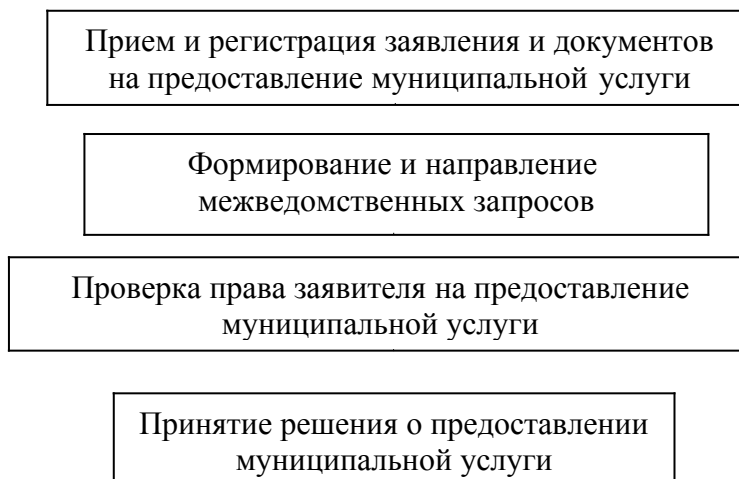 Прием и регистрация заявления и документов
на предоставление муниципальной услуги
Формирование и направление
межведомственных запросов
Проверка права заявителя на предоставление
муниципальной услуги
Принятие решения о предоставлении
муниципальной услуги